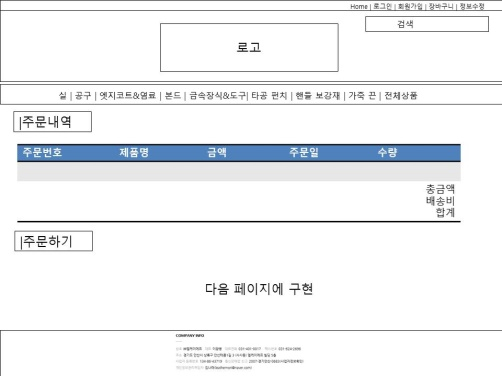 Home | 로그인 | 회원가입 | 장바구니 | 정보수정
검색
로고
실 | 공구 | 엣지코트&염료 | 본드 | 금속장식&도구| 타공 펀치 | 핸들 보강재 | 가죽 끈 | 전체상품
|주문내역
주문번호 제품명 금액 주문일 수량
총금액
배송비
합계
|주문하기
다음 페이지에 구현
COMPANY INFO